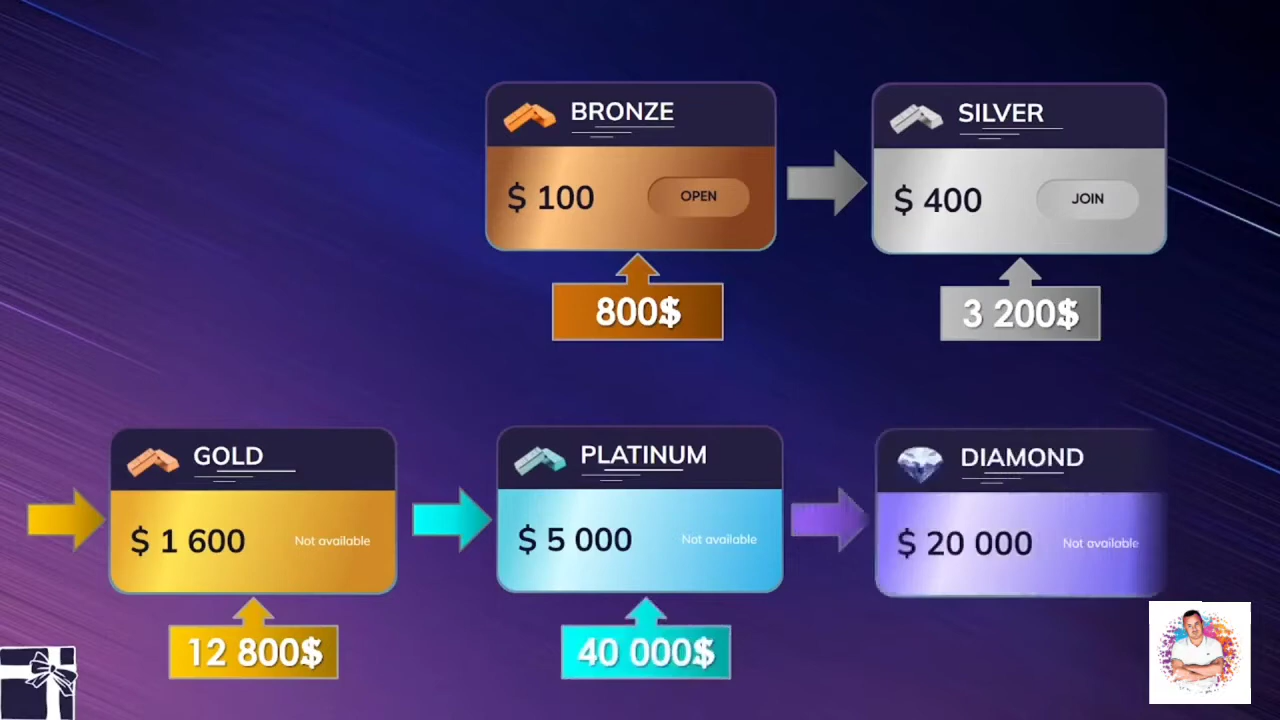 BRONZE
$ 100
OPEN
800$
SILVER
$ 400
JOIN
3 200$
GOLD
$ 1 600
Not available
12 800$
PLATINUM
$ 5 000
Not available
40 000$
DIAMOND
$ 20 000
Not available